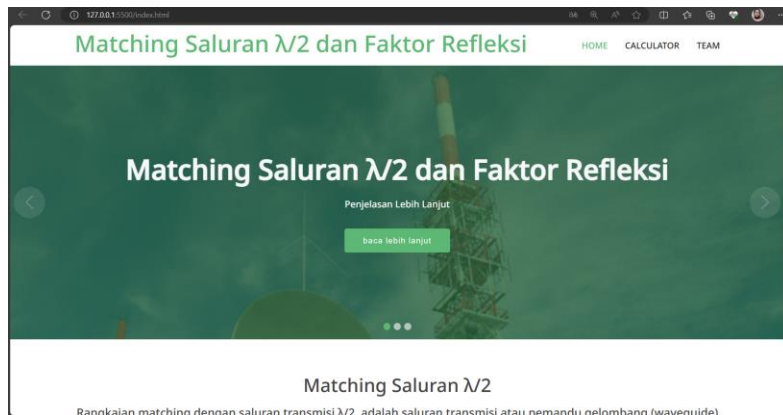 127.0.0.1:5500/index.html
Matching Saluran λ/2 dan Faktor Refleksi
HOME CALCULATOR TEAM
Matching Saluran λ/2 dan Faktor Refleksi
Penjelasan Lebih Lanjut
baca lebih lanjut
Matching Saluran λ/2
Rangkaian matching dengan saluran transmisi λ/2, adalah saluran transmisi atau pemandu gelombang (waveguide)